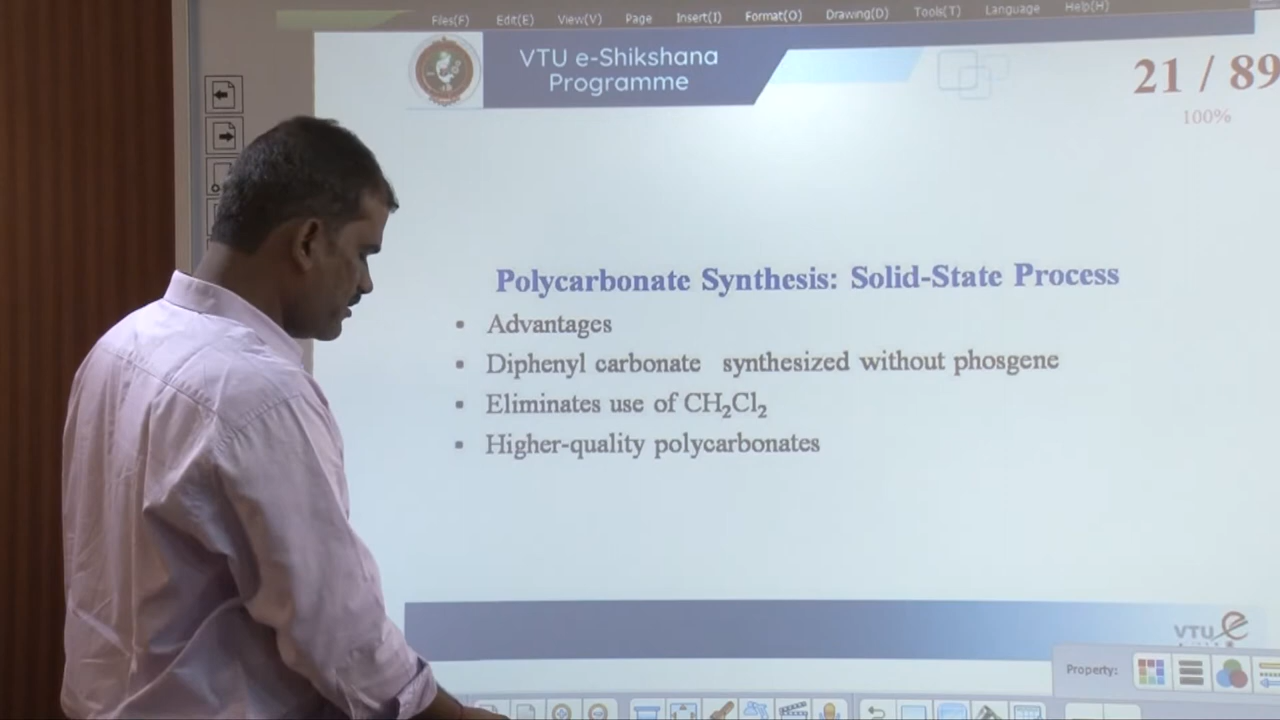 Files(F) Edit(E) View(V) Page Insert(I) Format(O) Drawing(D) Tools(T) Language Help(H)
VTU e-Shikshana
Programme
21 / 89
100%
Polycarbonate Synthesis: Solid-State Process
▪ Advantages
▪ Diphenyl carbonate synthesized without phosgene
▪ Eliminates use of CH₂Cl₂
▪ Higher-quality polycarbonates
VTU e
Property: